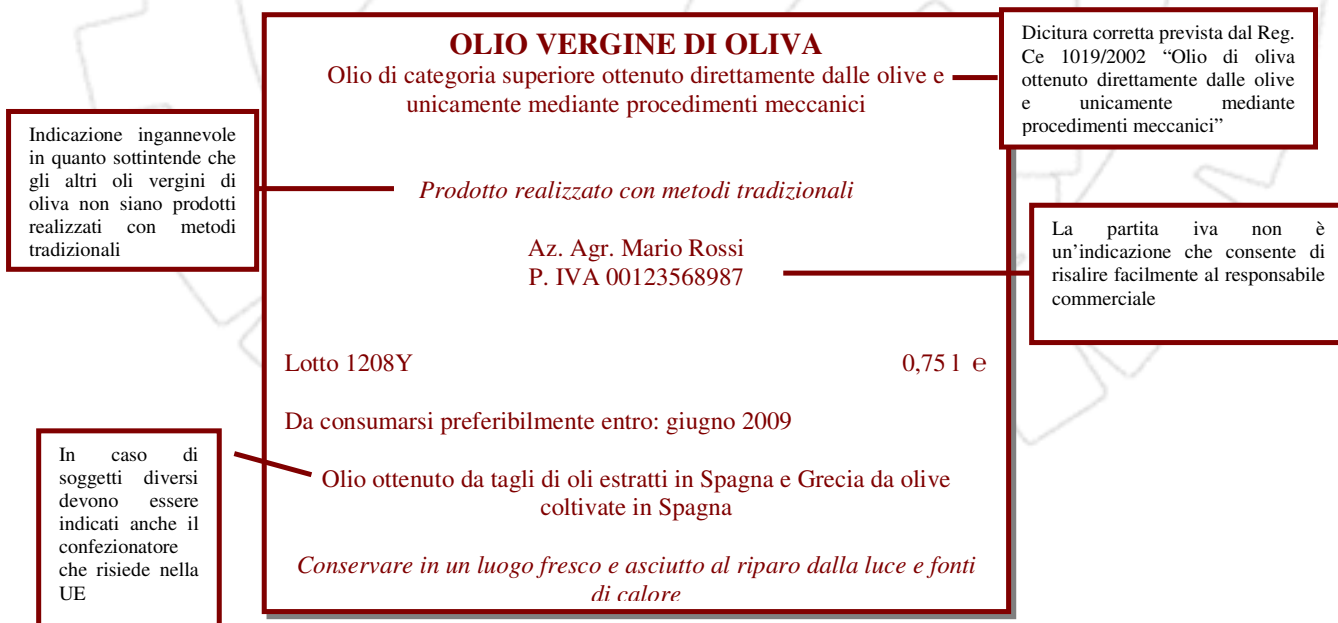 OLIO VERGINE DI OLIVA
Olio di categoria superiore ottenuto direttamente dalle olive e
unicamente mediante procedimenti meccanici
Dicitura corretta prevista dal Reg.
Ce 1019/2002 “Olio di oliva
ottenuto direttamente dalle olive
e unicamente mediante
procedimenti meccanici”
Indicazione ingannevole
in quanto sottintende che
gli altri oli vergini di
oliva non siano prodotti
realizzati con metodi
tradizionali
Prodotto realizzato con metodi tradizionali
Az. Agr. Mario Rossi
P. IVA 00123568987
La partita iva non è
un’indicazione che consente di
risalire facilmente al responsabile
commerciale
Lotto 1208Y 0,75 l ℮
Da consumarsi preferibilmente entro: giugno 2009
In caso di
soggetti diversi
devono essere
indicati anche il
confezionatore
che risiede nella
UE
Olio ottenuto da tagli di oli estratti in Spagna e Grecia da olive
coltivate in Spagna
Conservare in un luogo fresco e asciutto al riparo dalla luce e fonti
di calore